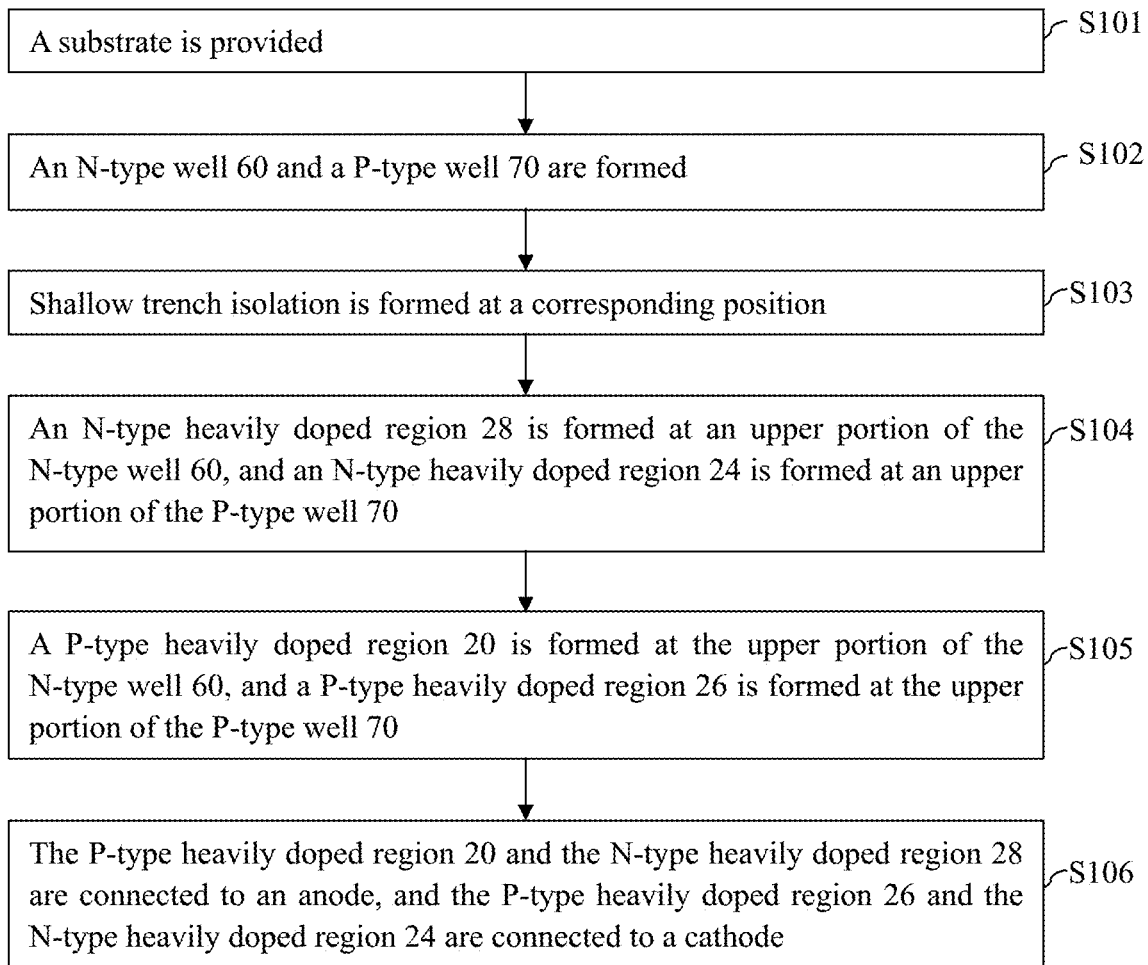 S101
A substrate is provided
S102
An N-type well 60 and a P-type well 70 are formed
S103
Shallow trench isolation is formed at a corresponding position
S104
An N-type heavily doped region 28 is formed at an upper portion of the
N-type well 60, and an N-type heavily doped region 24 is formed at an upper
portion of the P-type well 70
S105
A P-type heavily doped region 20 is formed at the upper portion of the
N-type well 60, and a P-type heavily doped region 26 is formed at the upper
portion of the P-type well 70
S106
The P-type heavily doped region 20 and the N-type heavily doped region 28
are connected to an anode, and the P-type heavily doped region 26 and the
N-type heavily doped region 24 are connected to a cathode